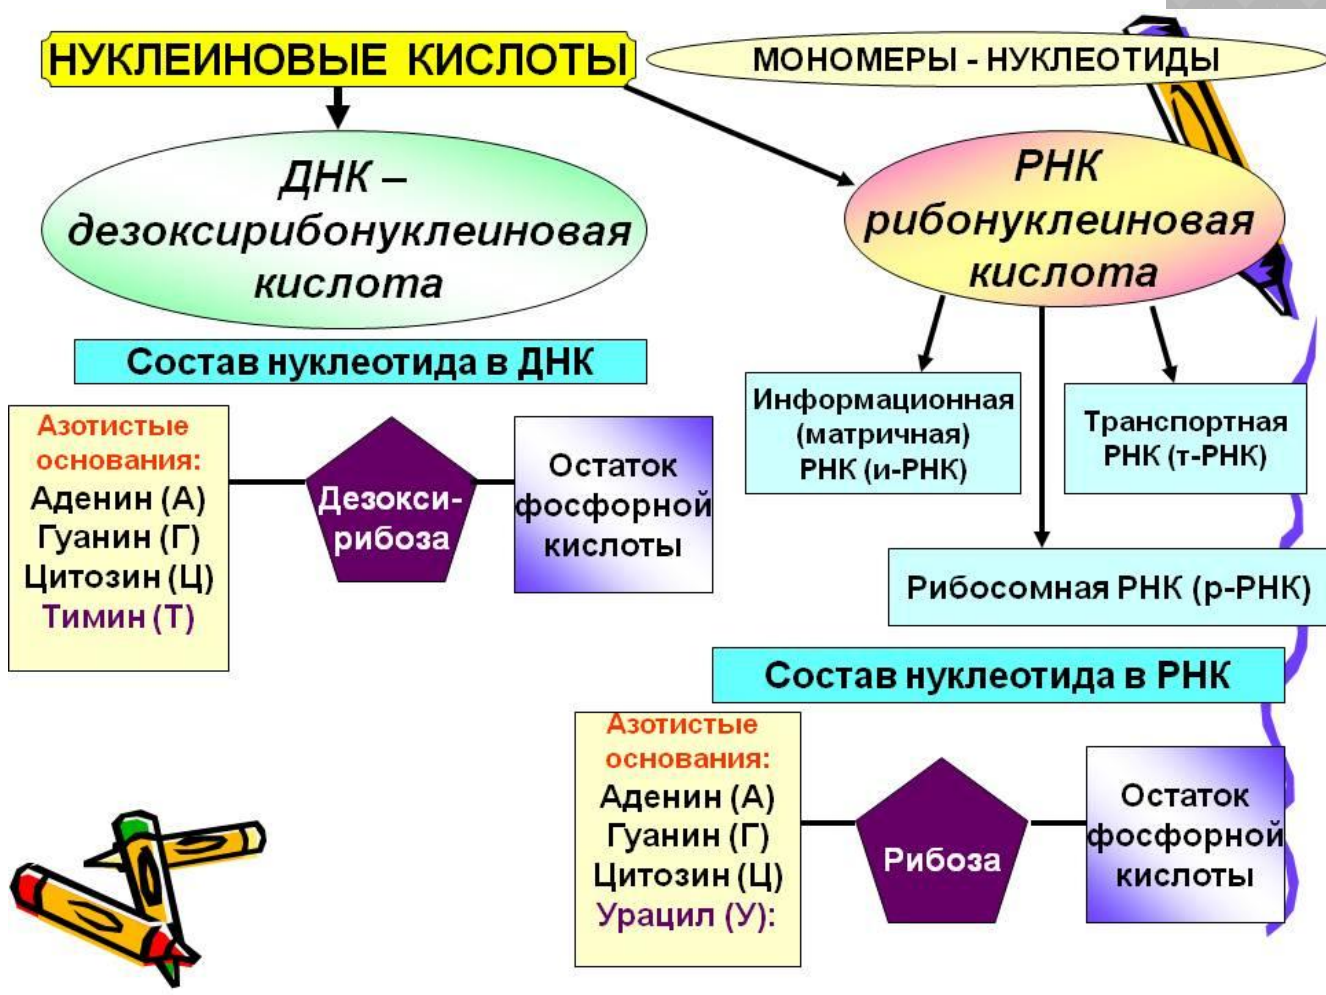 НУКЛЕИНОВЫЕ КИСЛОТЫ
МОНОМЕРЫ - НУКЛЕОТИДЫ
ДНК –
дезоксирибонуклеиновая
кислота
РНК
рибонуклеиновая
кислота
Состав нуклеотида в ДНК
Азотистые
основания:
Аденин (А)
Гуанин (Г)
Цитозин (Ц)
Тимин (Т)
Дезокси-
рибоза
Остаток
фосфорной
кислоты
Информационная
(матричная)
РНК (и-РНК)
Транспортная
РНК (т-РНК)
Рибосомная РНК (р-РНК)
Состав нуклеотида в РНК
Азотистые
основания:
Аденин (А)
Гуанин (Г)
Цитозин (Ц)
Урацил (У):
Рибоза
Остаток
фосфорной
кислоты